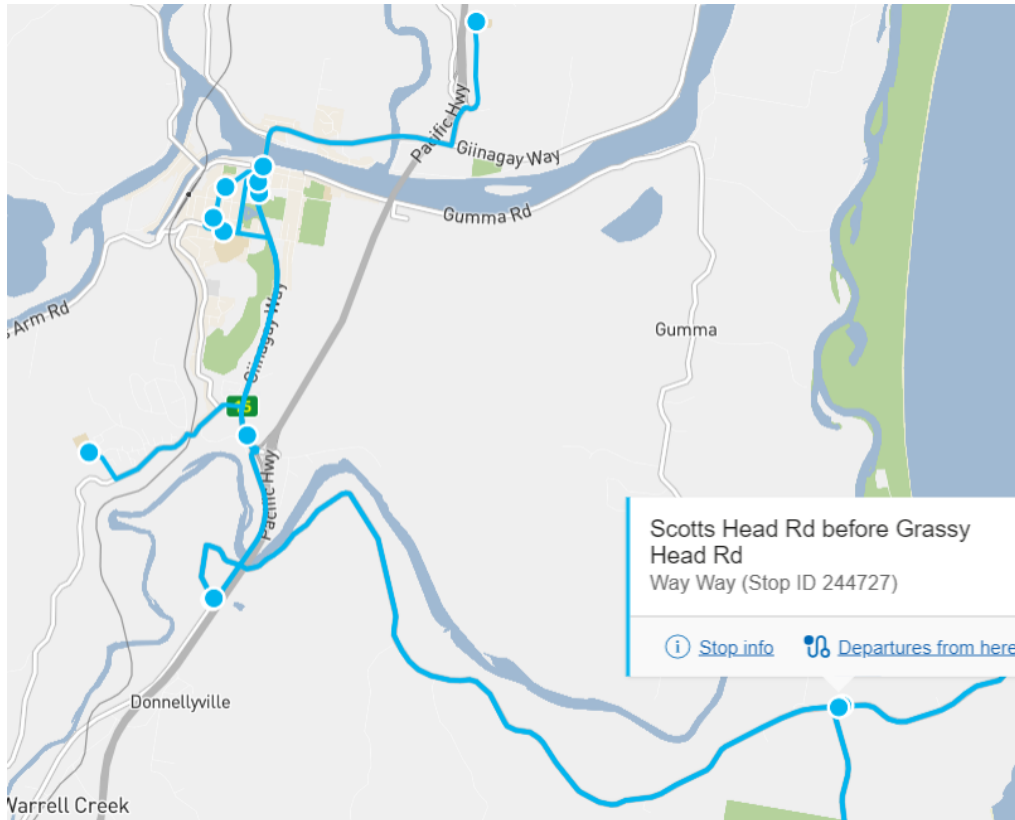 Pacific Hwy
Giinagay Way
Gumma Rd
s Arm Rd
Giinagay Way
Gumma
15
Pacific Hwy
Scotts Head Rd before Grassy
Head Rd
Way Way (Stop ID 244727)
Stop info
Departures from here
Donnellyville
Warrell Creek